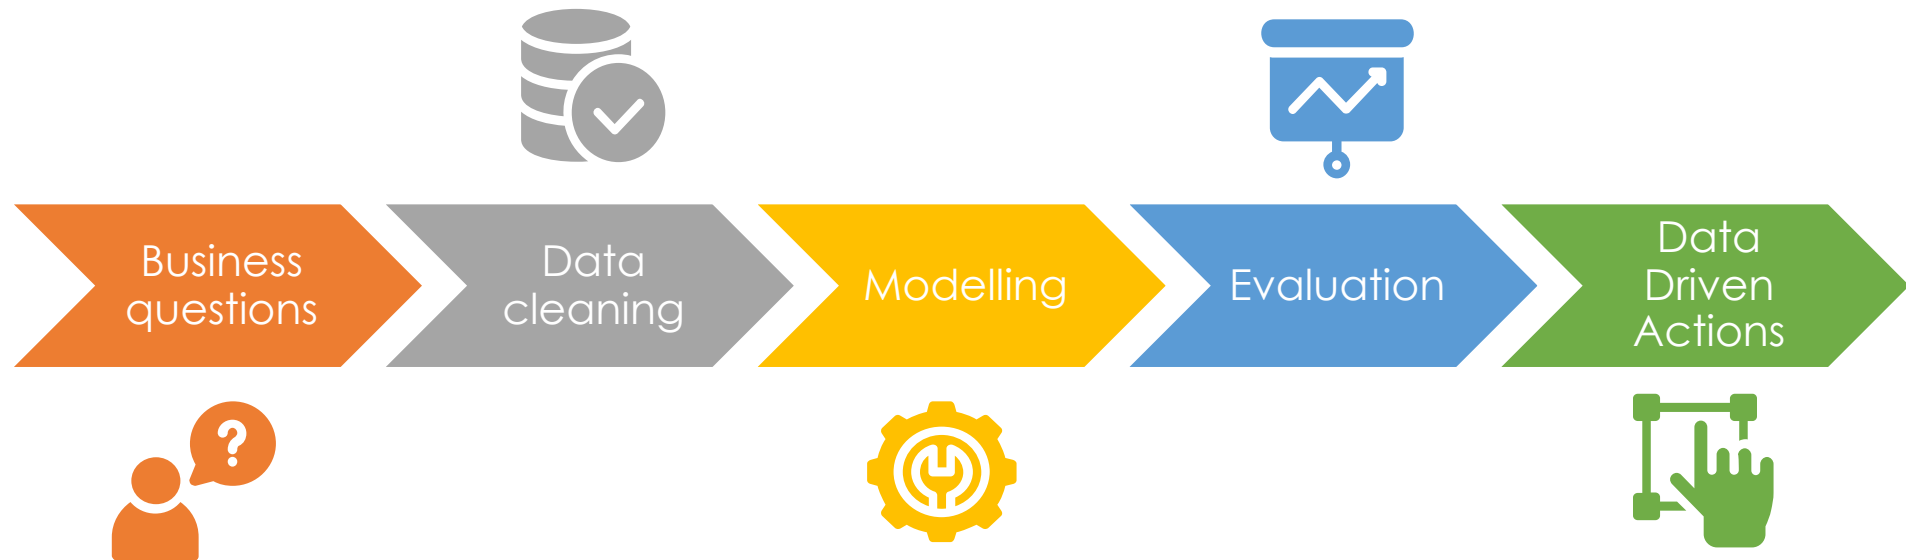 Business
questions
Data
cleaning
Modelling
Evaluation
Data
Driven
Actions
?